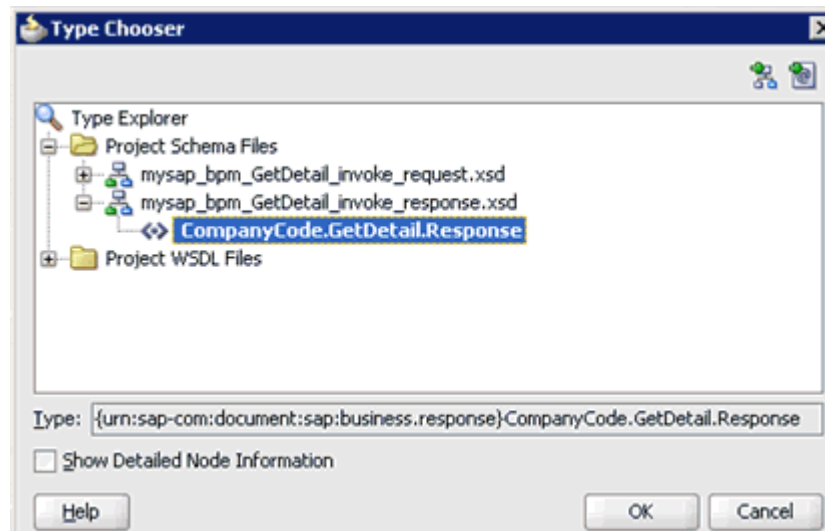 Type Chooser
Type Explorer
Project Schema Files
mysap_bpm_GetDetail_invoke_request.xsd
mysap_bpm_GetDetail_invoke_response.xsd
CompanyCode.GetDetail.Response
Project WSDL Files
Type: {urn:sap-com:document:sap:business.response}CompanyCode.GetDetail.Response
Show Detailed Node Information
Help OK Cancel